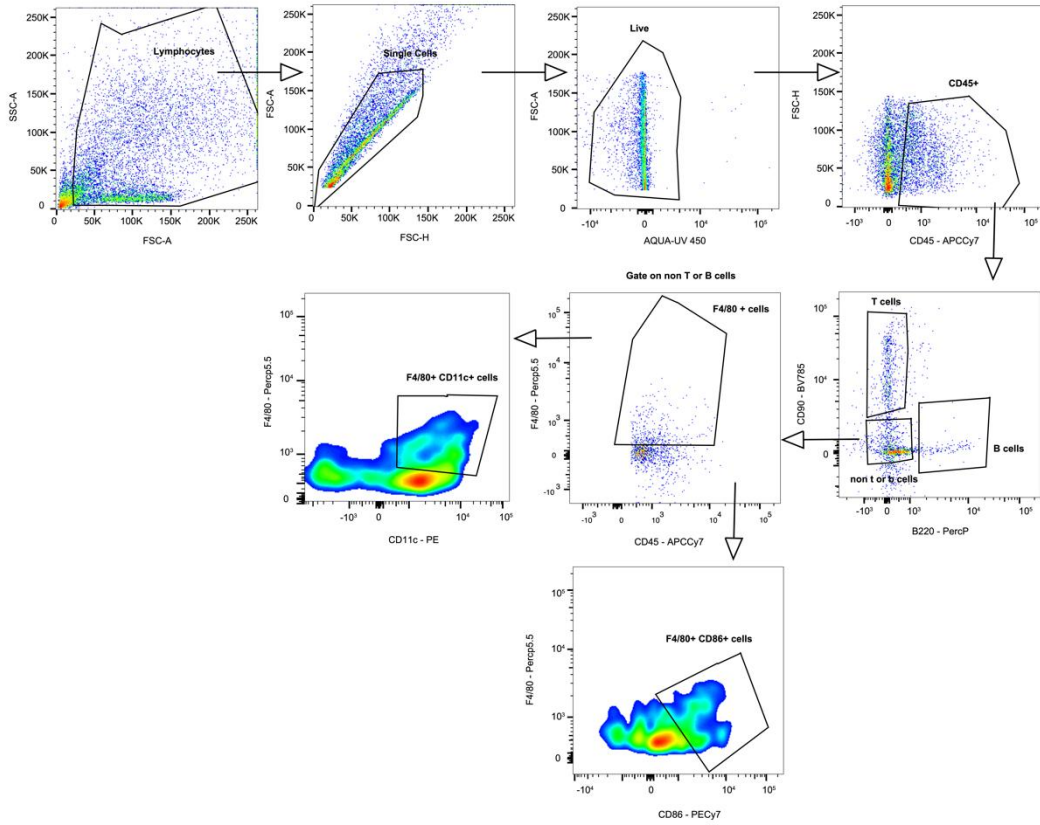 250K
200K
150K
100K
50K
0
SSC-A
Lymphocytes
0
50K
100K
150K
200K
250K
FSC-A
250K
200K
150K
100K
50K
0
FSC-A
Single Cells
0
50K
100K
150K
200K
250K
FSC-H
250K
200K
150K
100K
50K
0
FSC-A
Live
-10⁴
0
10⁴
10⁵
AQUA-UV 450
250K
200K
150K
100K
50K
0
FSC-H
CD45+
-10³
0
10³
10⁴
10⁵
CD45 - APCCy7
10⁵
10⁴
10³
0
F4/80 - Percp5.5
F4/80+ CD11c+ cells
-10³
0
10³
10⁴
10⁵
CD11c - PE
Gate on non T or B cells
10⁵
10⁴
10³
0
-10³
F4/80 - Percp5.5
F4/80 + cells
-10³
0
10³
10⁴
10⁵
CD45 - APCCy7
10⁵
10⁴
10³
0
CD90 - BV785
T cells
B cells
non t or b cells
-10³
0
10³
10⁴
10⁵
B220 - PercP
10⁵
10⁴
10³
0
F4/80 - Percp5.5
F4/80+ CD86+ cells
-10⁴
-10³
0
10³
10⁴
10⁵
CD86 - PECy7